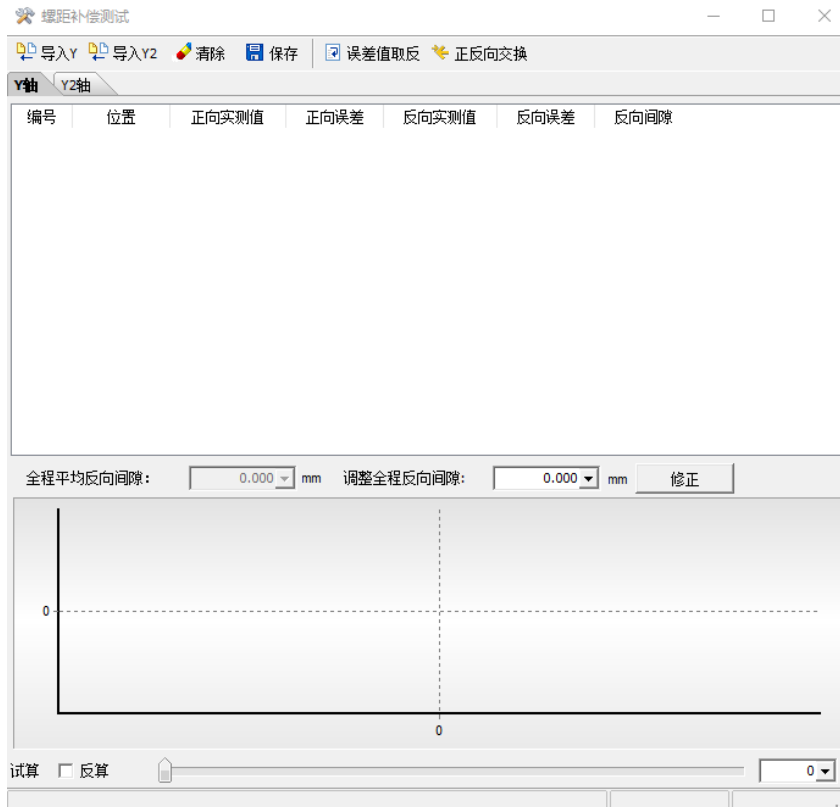 螺距补偿测试
导入Y 导入Y2 清除 保存 误差值取反 正反向交换
Y轴 Y2轴
编号 位置 正向实测值 正向误差 反向实测值 反向误差 反向间隙
全程平均反向间隙: 0.000 mm 调整全程反向间隙: 0.000 mm 修正
0
0
试算 反算 0